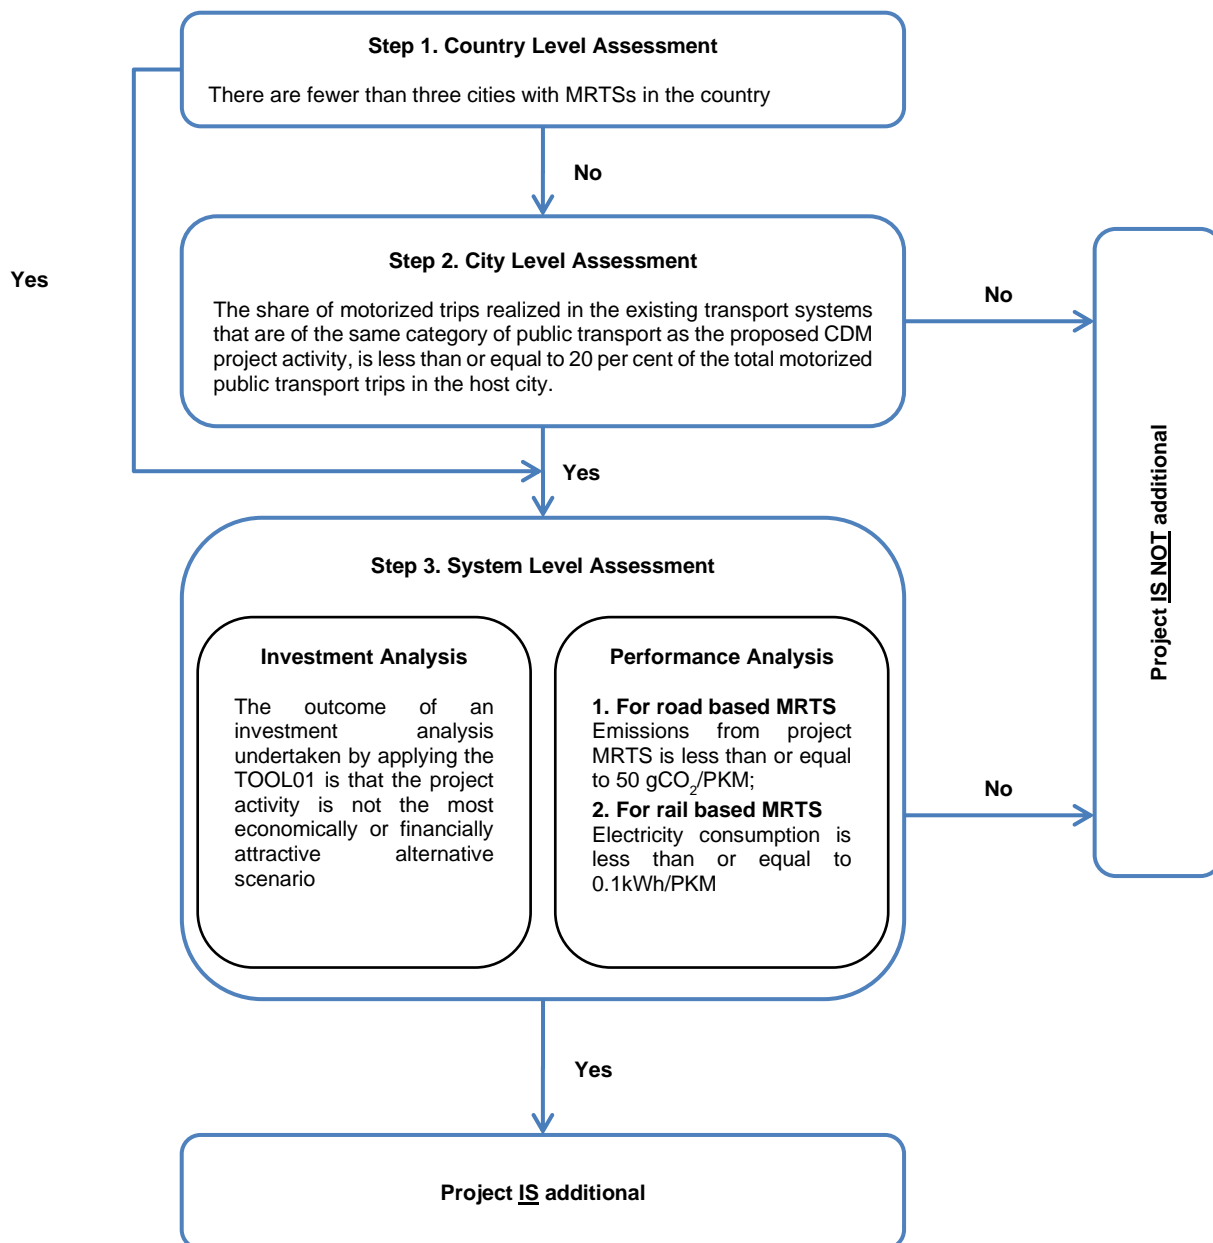 Step 1. Country Level Assessment
There are fewer than three cities with MRTSs in the country
No
Yes
Step 2. City Level Assessment
The share of motorized trips realized in the existing transport systems
that are of the same category of public transport as the proposed CDM
project activity, is less than or equal to 20 per cent of the total motorized
public transport trips in the host city.
No
Yes
Step 3. System Level Assessment
Investment Analysis
The outcome of an
investment analysis
undertaken by applying the
TOOL01 is that the project
activity is not the most
economically or financially
attractive alternative
scenario
Performance Analysis
1. For road based MRTS
Emissions from project
MRTS is less than or equal
to 50 gCO₂/PKM;
2. For rail based MRTS
Electricity consumption is
less than or equal to
0.1kWh/PKM
No
Project IS NOT additional
Yes
Project IS additional